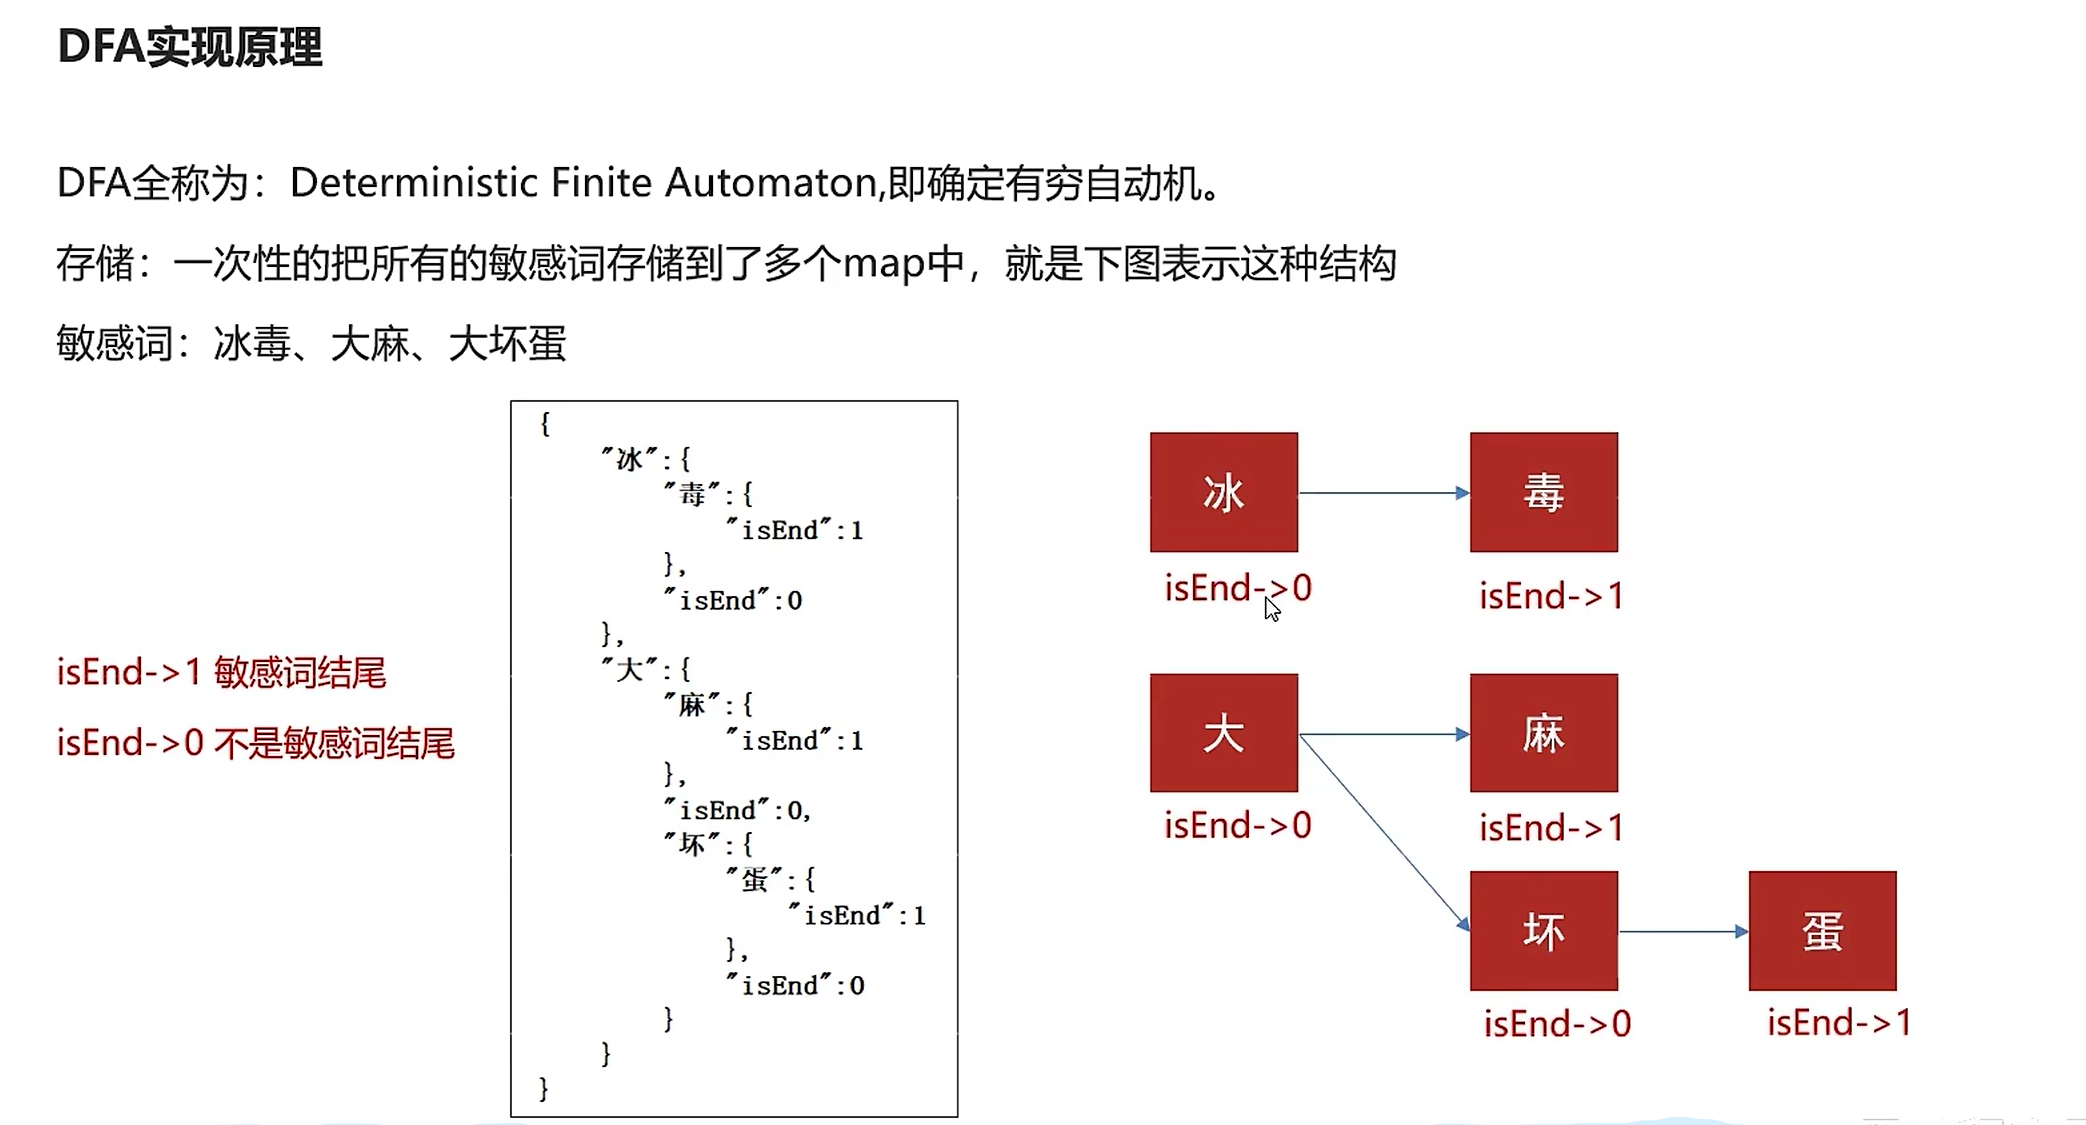 DFA实现原理
DFA全称为：Deterministic Finite Automaton,即确定有穷自动机。
存储：一次性的把所有的敏感词存储到了多个map中，就是下图表示这种结构
敏感词：冰毒、大麻、大坏蛋
isEnd->1 敏感词结尾
isEnd->0 不是敏感词结尾
{
"冰":{
"毒":{
"isEnd":1
},
"isEnd":0
},
"大":{
"麻":{
"isEnd":1
},
"isEnd":0,
"坏":{
"蛋":{
"isEnd":1
},
"isEnd":0
}
}
}
冰 毒
isEnd->0 isEnd->1
大 麻
isEnd->0 isEnd->1
坏 蛋
isEnd->0 isEnd->1